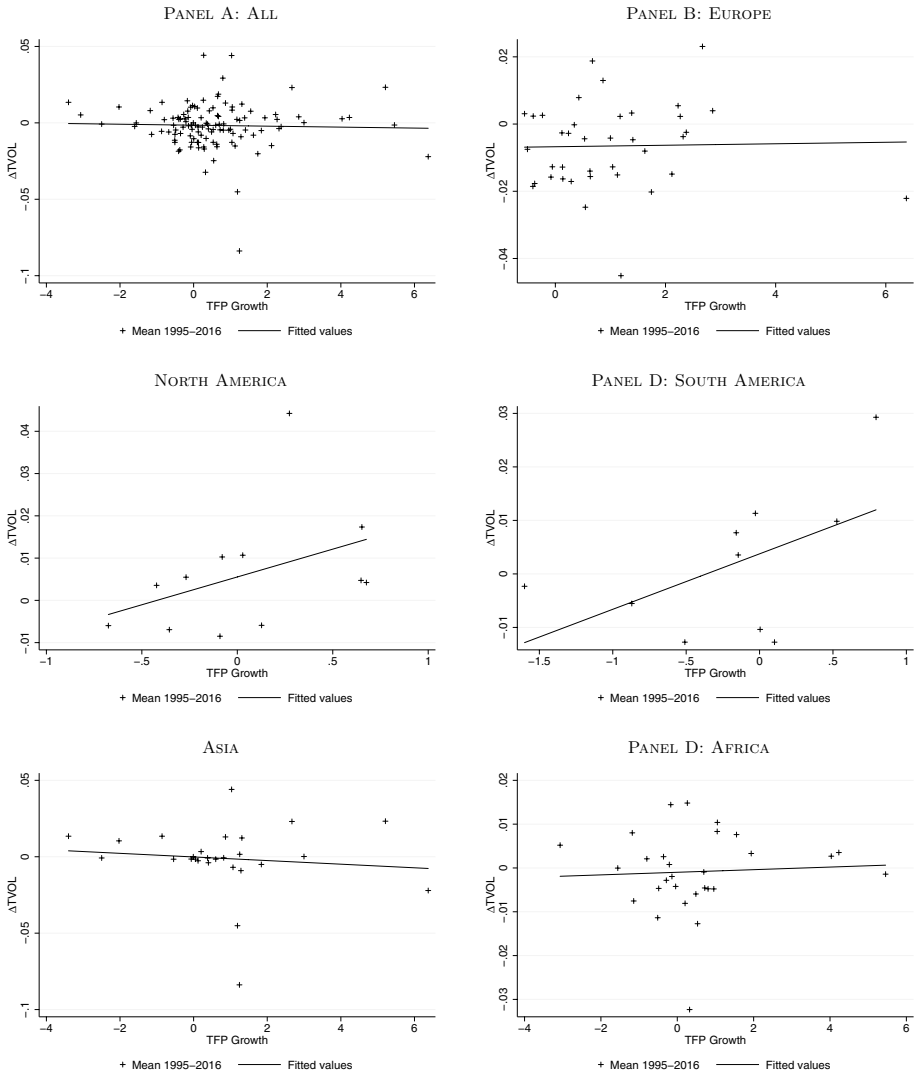 PANEL A: ALL
ΔTVOL
.05
0
−.05
−.1
−4 −2 0 2 4 6
TFP Growth
+ Mean 1995−2016 Fitted values
PANEL B: EUROPE
ΔTVOL
.02
0
−.02
−.04
0 2 4 6
TFP Growth
+ Mean 1995−2016 Fitted values
NORTH AMERICA
ΔTVOL
.04
.03
.02
.01
0
−.01
−1 −.5 0 .5 1
TFP Growth
+ Mean 1995−2016 Fitted values
PANEL D: SOUTH AMERICA
ΔTVOL
.03
.02
.01
0
−.01
−1.5 −1 −.5 0 .5 1
TFP Growth
+ Mean 1995−2016 Fitted values
ASIA
ΔTVOL
.05
0
−.05
−.1
−4 −2 0 2 4 6
TFP Growth
+ Mean 1995−2016 Fitted values
PANEL D: AFRICA
ΔTVOL
.02
.01
0
−.01
−.02
−.03
−4 −2 0 2 4 6
TFP Growth
+ Mean 1995−2016 Fitted values